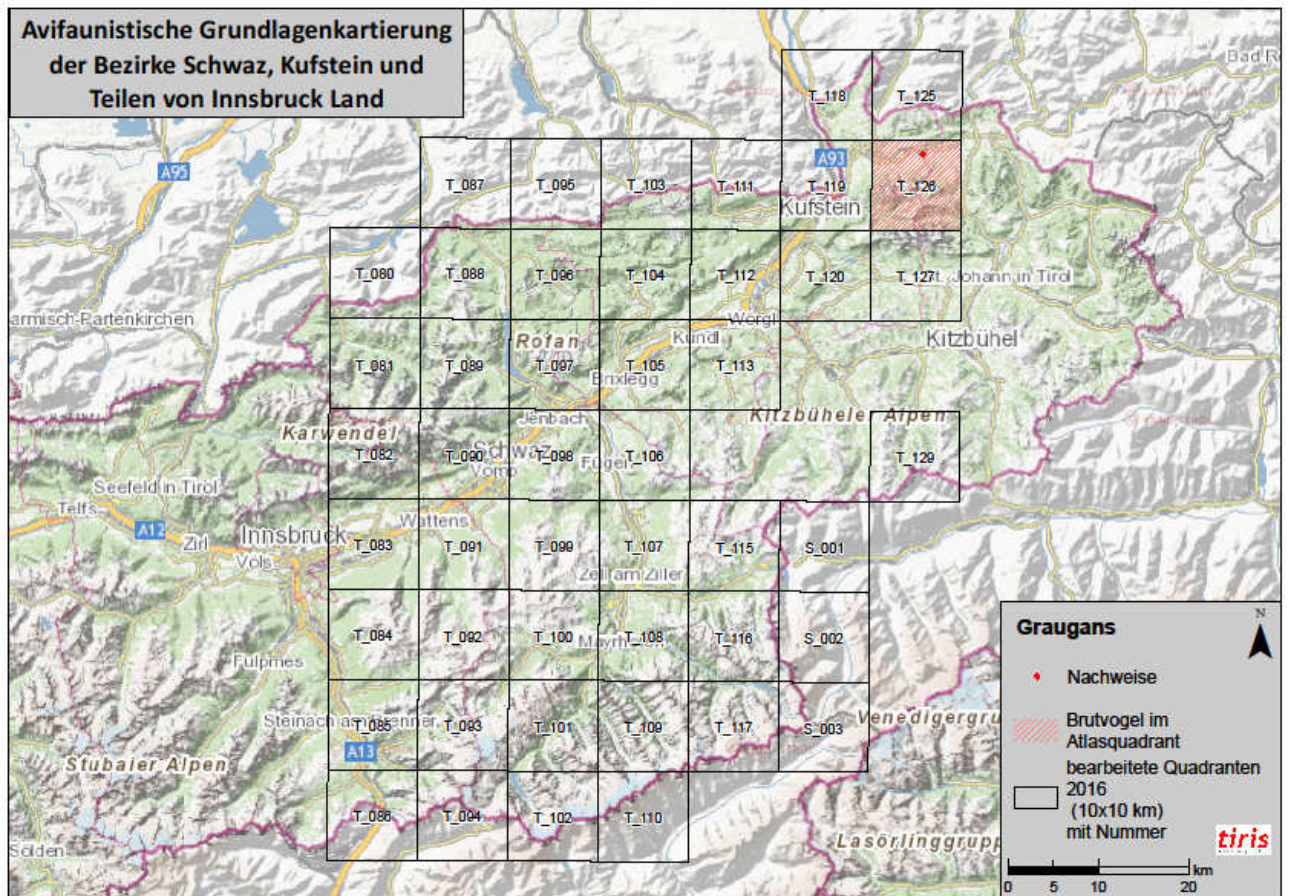 Avifaunistische Grundlagenkartierung
der Bezirke Schwaz, Kufstein und
Teilen von Innsbruck Land
T_118
T_125
A95
A93
T_087
T_095
T_103
T_111
T_119
T_126
Kufstein
T_080
T_088
T_096
T_104
T_112
T_120
T_127
St. Johann in Tirol
armisch-Partenkirchen
Wörgl
Rofan
Kundl
Kitzbühel
T_081
T_089
T_097
T_105
T_113
Brixlegg
Jenbach
Kitzbüheler Alpen
Karwendel
Schwaz
T_082
T_090
T_098
T_106
T_129
Vomp
Fügen
Seefeld in Tirol
Telfs
A12
Zirl
Innsbruck
Völs
Wattens
T_083
T_091
T_099
T_107
T_115
S_001
Zell am Ziller
T_084
T_092
T_100
T_108
T_116
S_002
Mayrhofen
Fulpmes
Steinach am Brenner
T_085
T_093
T_101
T_109
T_117
S_003
Venedigergru
A13
Stubaier Alpen
T_086
T_094
T_102
T_110
Sölden
Lasörlinggrupp
Graugans
N
Nachweise
Brutvogel im
Atlasquadrant
bearbeitete Quadranten
2016
(10x10 km)
mit Nummer
tiris
km
0 5 10 20